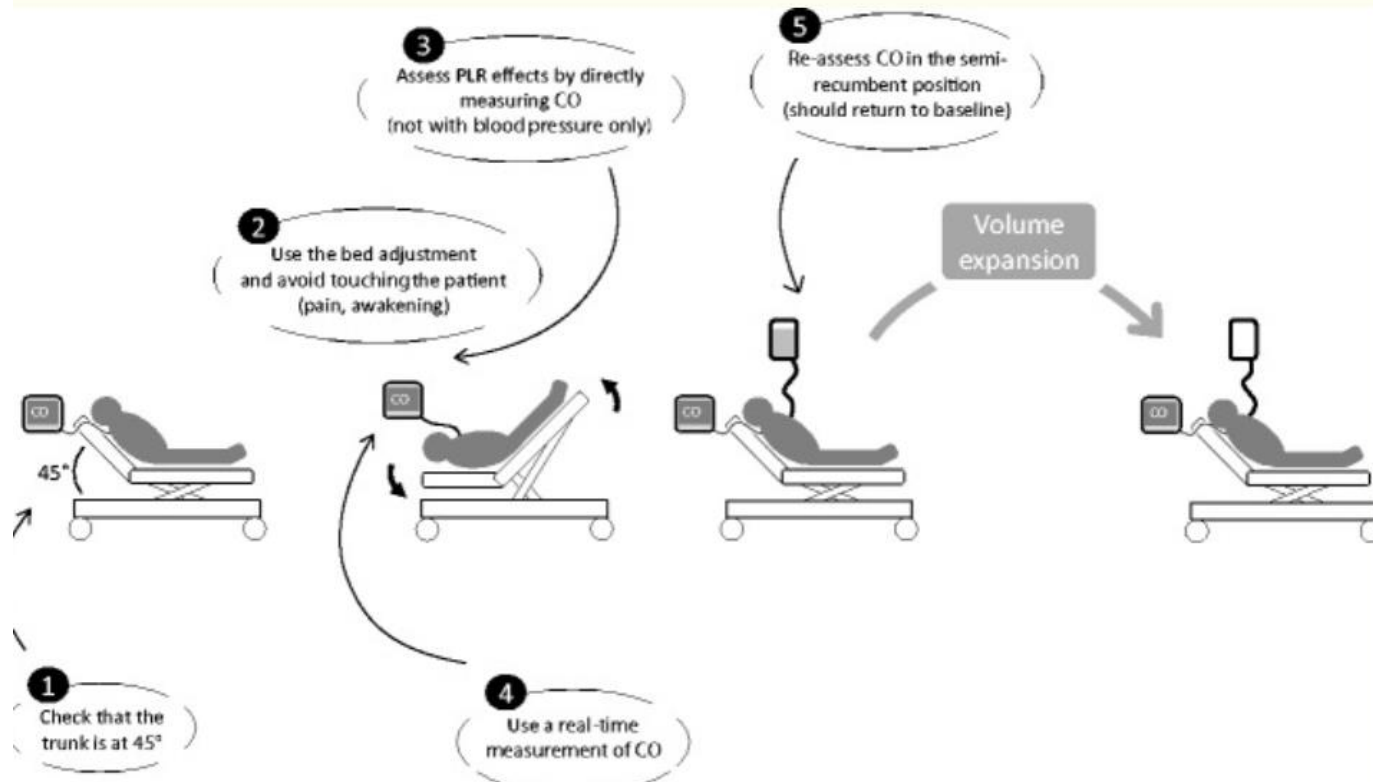 3
Assess PLR effects by directly
measuring CO
(not with blood pressure only)
5
Re-assess CO in the semi-
recumbent position
(should return to baseline)
2
Use the bed adjustment
and avoid touching the patient
(pain, awakening)
Volume
expansion
CO
45°
CO
CO
CO
1
Check that the
trunk is at 45°
4
Use a real-time
measurement of CO